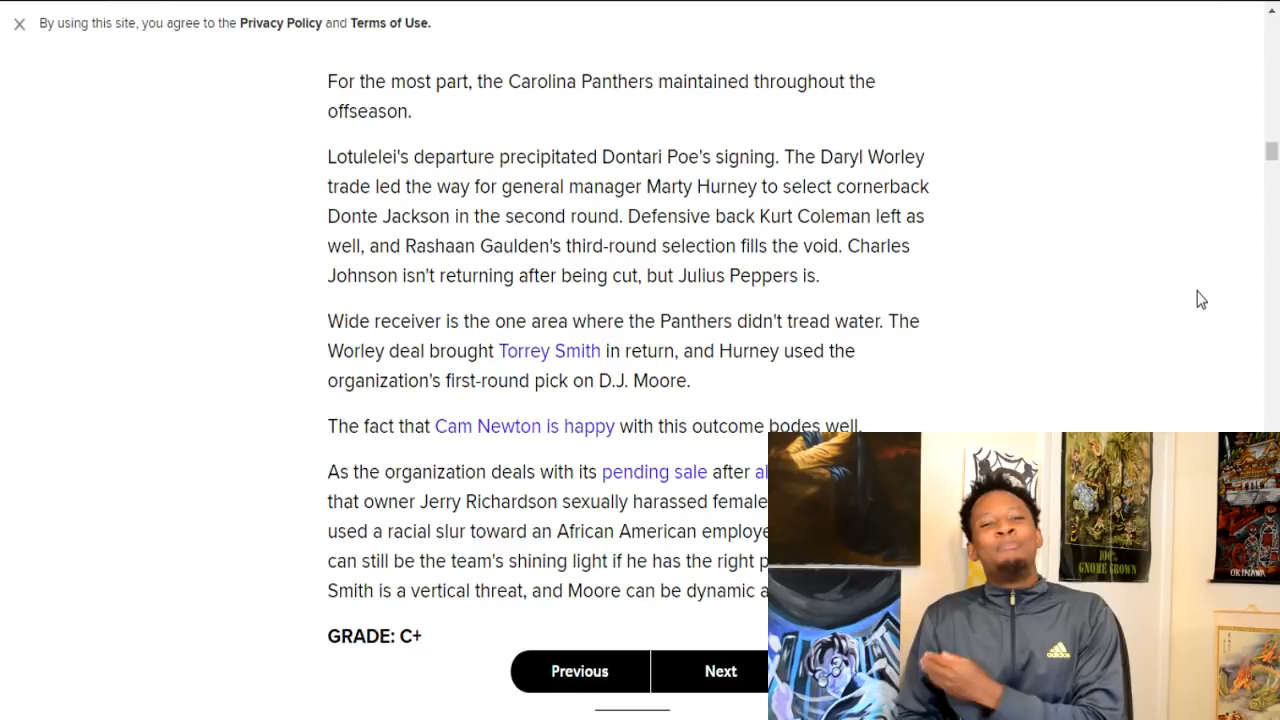 By using this site, you agree to the Privacy Policy and Terms of Use.
For the most part, the Carolina Panthers maintained throughout the
offseason.
Lotulelei's departure precipitated Dontari Poe's signing. The Daryl Worley
trade led the way for general manager Marty Hurney to select cornerback
Donte Jackson in the second round. Defensive back Kurt Coleman left as
well, and Rashaan Gaulden's third-round selection fills the void. Charles
Johnson isn't returning after being cut, but Julius Peppers is.
Wide receiver is the one area where the Panthers didn't tread water. The
Worley deal brought Torrey Smith in return, and Hurney used the
organization's first-round pick on D.J. Moore.
The fact that Cam Newton is happy with this outcome bodes well.
As the organization deals with its pending sale after al
that owner Jerry Richardson sexually harassed female
used a racial slur toward an African American employe
can still be the team's shining light if he has the right p
Smith is a vertical threat, and Moore can be dynamic a
GRADE: C+
Previous
Next
100%
GNOME GROWN
OKINAWA
adidas